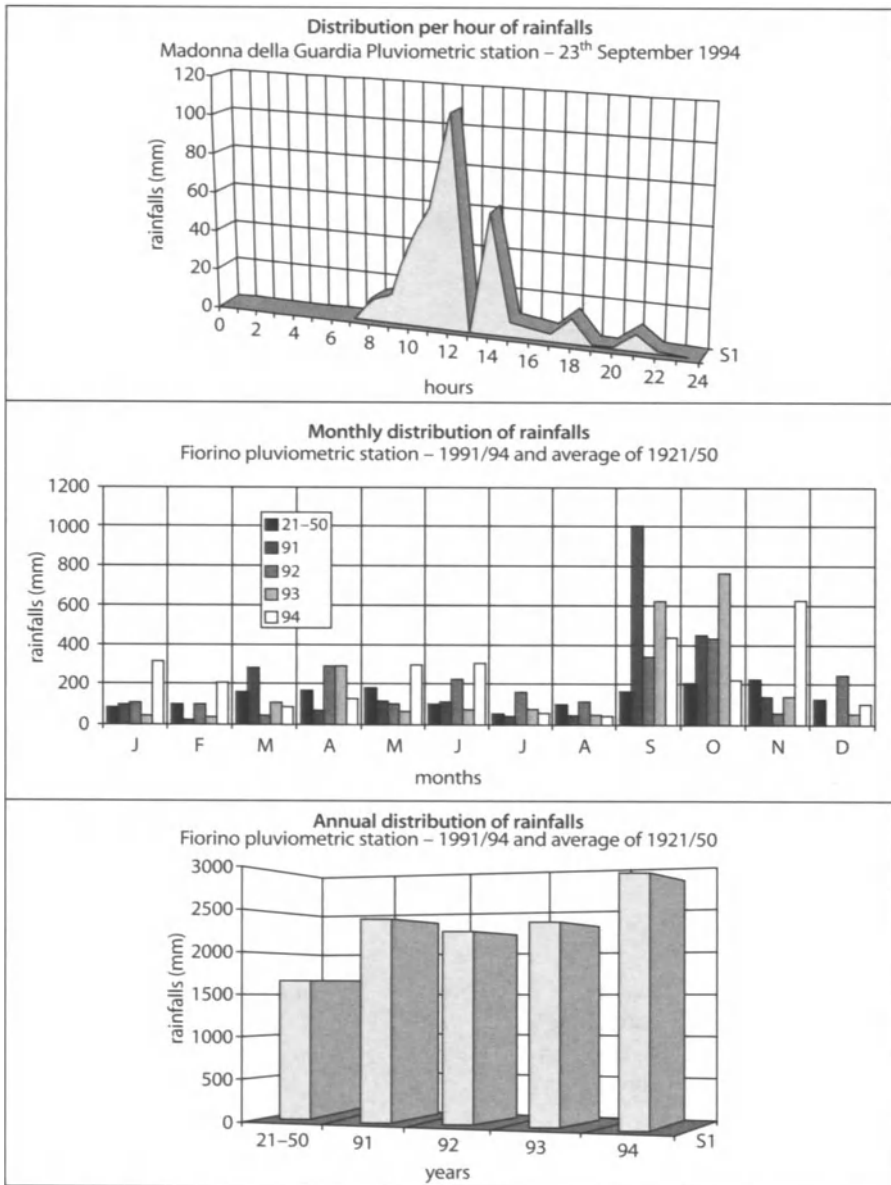 Distribution per hour of rainfalls
Madonna della Guardia Pluviometric station – 23th September 1994
120
100
80
60
40
20
0
rainfalls (mm)
0 2 4 6 8 10 12 14 16 18 20 22 24
S1
hours
Monthly distribution of rainfalls
Fiorino pluviometric station – 1991/94 and average of 1921/50
1200
1000
800
600
400
200
0
rainfalls (mm)
21–50
91
92
93
94
J F M A M J J A S O N D
months
Annual distribution of rainfalls
Fiorino pluviometric station – 1991/94 and average of 1921/50
3000
2500
2000
1500
1000
500
0
rainfalls (mm)
21–50 91 92 93 94
S1
years